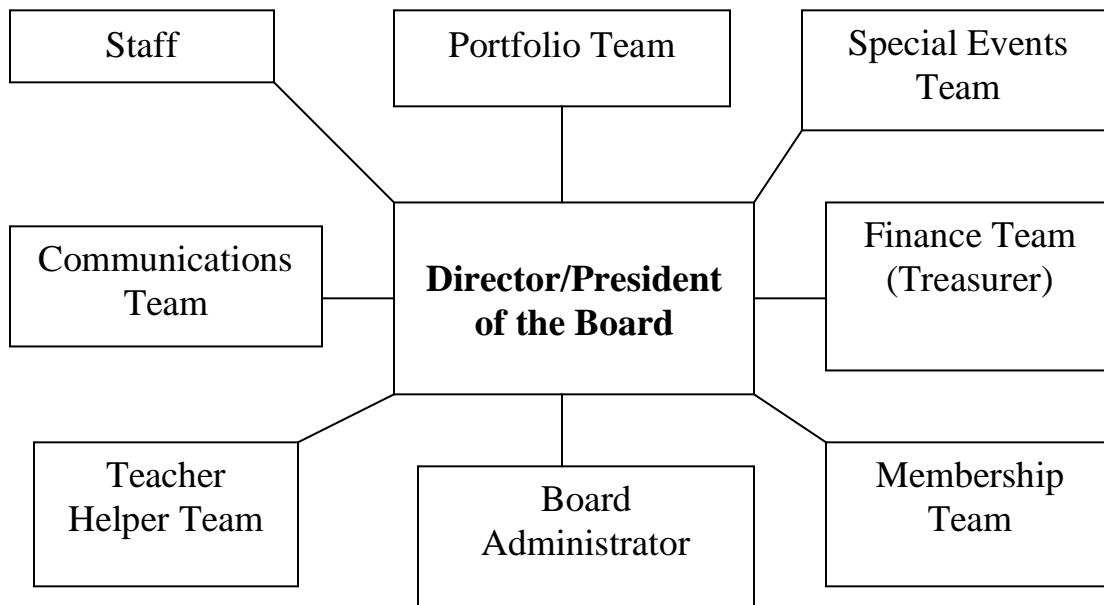 Staff
Portfolio Team
Special Events
Team
Communications
Team
Director/President
of the Board
Finance Team
(Treasurer)
Teacher
Helper Team
Board
Administrator
Membership
Team